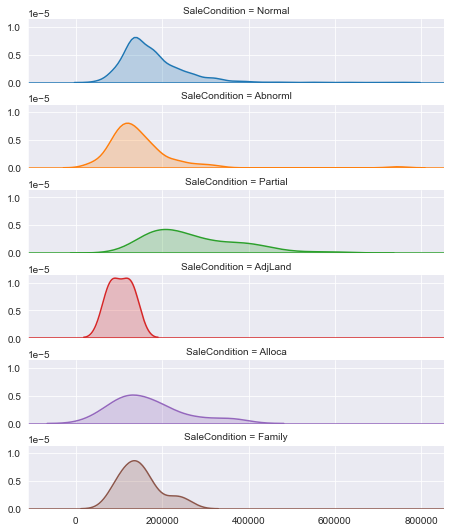 SaleCondition = Normal
1e−5
1.0
0.5
0.0
SaleCondition = Abnorml
1e−5
1.0
0.5
0.0
SaleCondition = Partial
1e−5
1.0
0.5
0.0
SaleCondition = AdjLand
1e−5
1.0
0.5
0.0
SaleCondition = Alloca
1e−5
1.0
0.5
0.0
SaleCondition = Family
1e−5
1.0
0.5
0.0
0 200000 400000 600000 800000